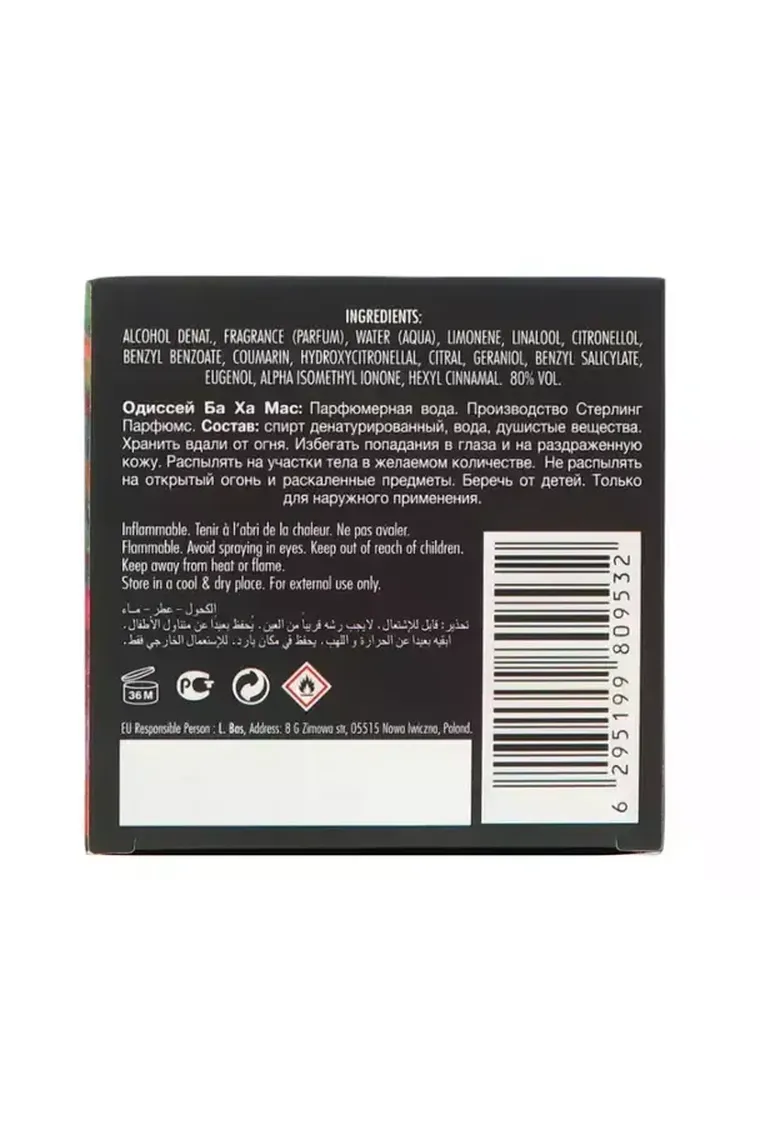 INGREDIENTS:
ALCOHOL DENAT., FRAGRANCE (PARFUM), WATER (AQUA), LIMONENE, LINALOOL, CITRONELLOL,
BENZYL BENZOATE, COUMARIN, HYDROXYCITRONELLAL, CITRAL, GERANIOL, BENZYL SALICYLATE,
EUGENOL, ALPHA ISOMETHYL IONONE, HEXYL CINNAMAL. 80% VOL.
Одиссей Ба Ха Мас: Парфюмерная вода. Производство Стерлинг
Парфюмс. Состав: спирт денатурированный, вода, душистые вещества.
Хранить вдали от огня. Избегать попадания в глаза и на раздраженную
кожу. Распылять на участки тела в желаемом количестве. Не распылять
на открытый огонь и раскаленные предметы. Беречь от детей. Только
для наружного применения.
Inflammable. Tenir à l'abri de la chaleur. Ne pas avaler.
Flammable. Avoid spraying in eyes. Keep out of reach of children.
Keep away from heat or flame.
Store in a cool & dry place. For external use only.
الكحول - عطر - مـاء
تحذير: قابل للإشتعال. لايجب رشه قريباً من العين. يُحفظ بعيداً عن متناول الأطفال.
أبقيه بعيداً عن الحرارة و اللهب. يحفظ في مكان بارد. للإستعمال الخارجي فقط.
36 M
РСТ
EU Responsible Person : L. Bas, Address: 8 G Zimowa str, 05515 Nowa Iwiczna, Poland.
6 295199 809532